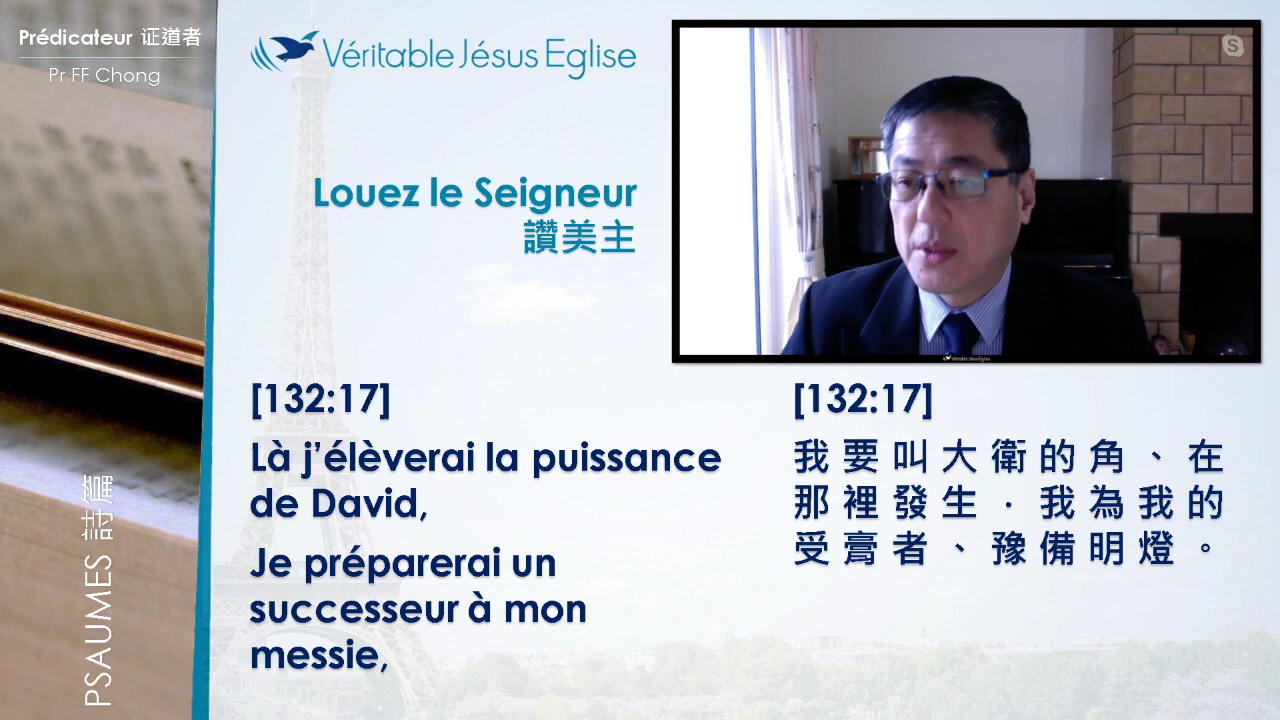 Prédicateur 证道者
Pr FF Chong
Véritable Jésus Eglise
Louez le Seigneur
讚美主
[132:17]
Là j'élèverai la puissance
de David,
Je préparerai un
successeur à mon
messie,
[132:17]
我要叫大衛的角、在
那裡發生．我為我的
受膏者、豫備明燈。
PSAUMES 詩篇
Véritable Jésus Eglise